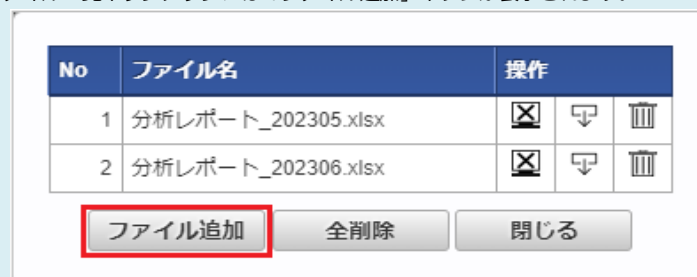 No ファイル名 操作
1 分析レポート_202305.xlsx
2 分析レポート_202306.xlsx
ファイル追加 全削除 閉じる